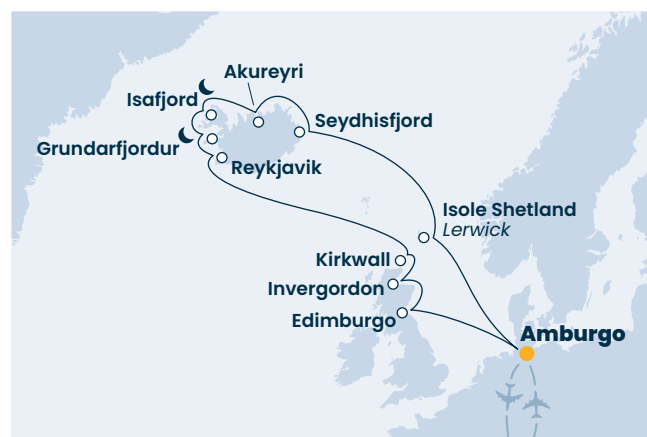 Akureyri
Isafjord
Seydhisfjord
Grundarfjordur
Reykjavik
Isole Shetland
Lerwick
Kirkwall
Invergordon
Edimburgo
Amburgo